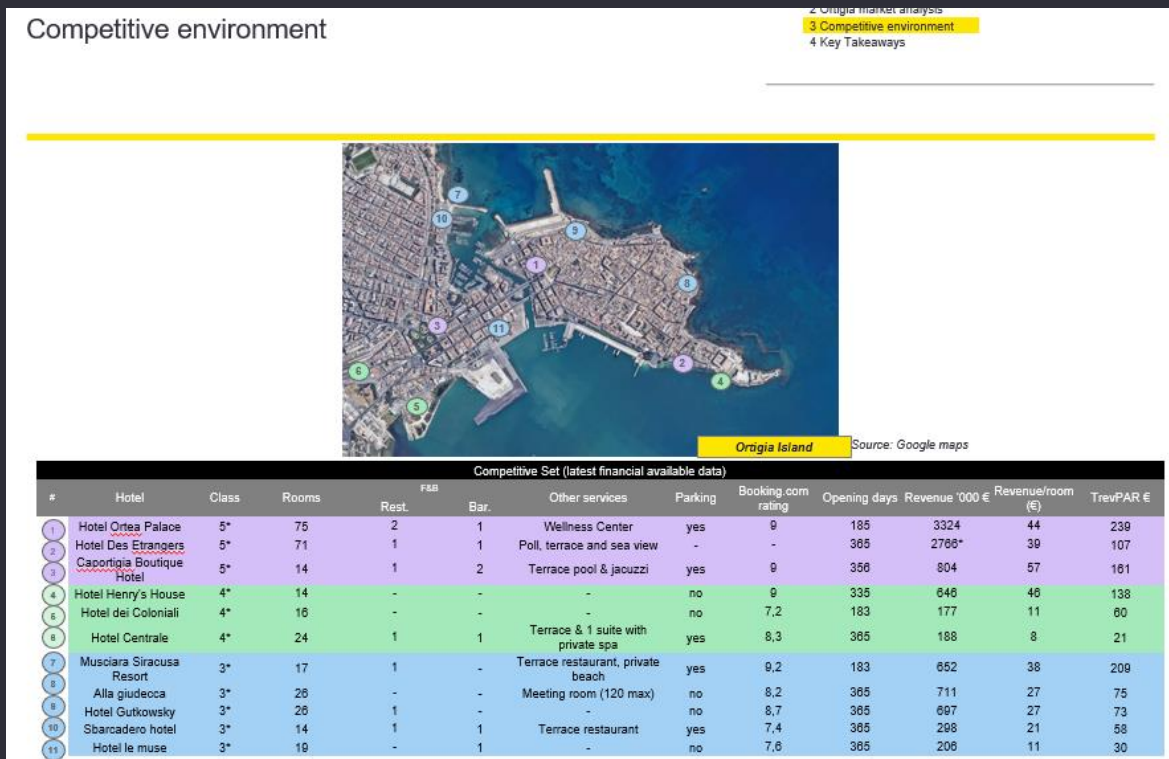 Competitive environment
2 Ortigia market analysis
3 Competitive environment
4 Key Takeaways
7
10
9
1
8
3
11
2
6
4
5
Ortigia Island
Source: Google maps
Competitive Set (latest financial available data)
# Hotel Class Rooms F&B Rest. Bar. Other services Parking Booking.com rating Opening days Revenue '000 € Revenue/room (€) TrevPAR €
1 Hotel Ortea Palace 5* 75 2 1 Wellness Center yes 9 185 3324 44 239
2 Hotel Des Etrangers 5* 71 1 1 Poll, terrace and sea view - - 365 2766* 39 107
3 Caportigia Boutique Hotel 5* 14 1 2 Terrace pool & jacuzzi yes 9 356 804 57 161
4 Hotel Henry's House 4* 14 - - - no 9 335 646 46 138
5 Hotel dei Coloniali 4* 16 - - - no 7,2 183 177 11 60
6 Hotel Centrale 4* 24 1 1 Terrace & 1 suite with private spa yes 8,3 365 188 8 21
7 Musciara Siracusa Resort 3* 17 1 - Terrace restaurant, private beach yes 9,2 183 652 38 209
8 Alla giudecca 3* 26 - - Meeting room (120 max) no 8,2 365 711 27 75
9 Hotel Gutkowsky 3* 26 1 - - no 8,7 365 697 27 73
10 Sbarcadero hotel 3* 14 1 1 Terrace restaurant yes 7,4 365 298 21 58
11 Hotel le muse 3* 19 - 1 - no 7,6 365 206 11 30